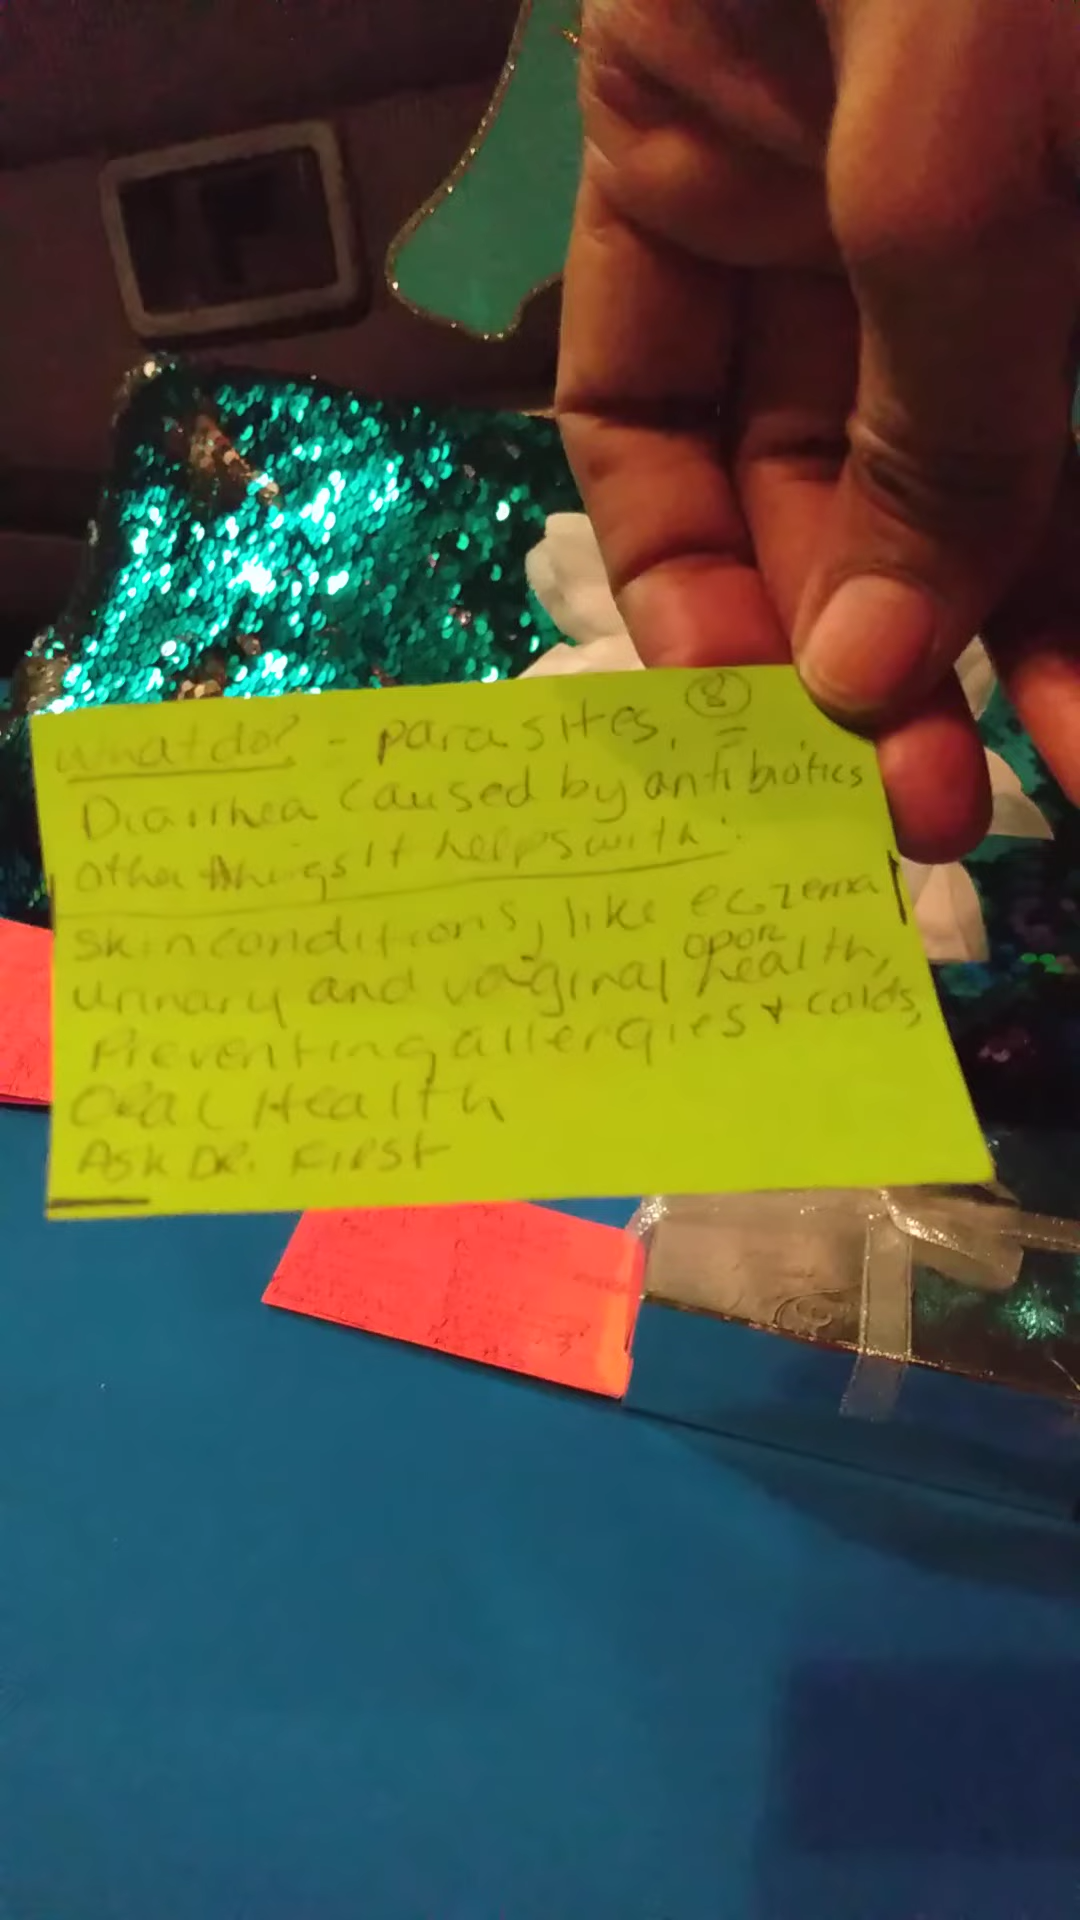 What do? - parasites. 8
Diarrhea caused by antibiotics
Other things It helps with:
skin conditions, like eczema
urinary and vaginal health,
Preventing allergies + colds,
Oral Health
Ask DR. First